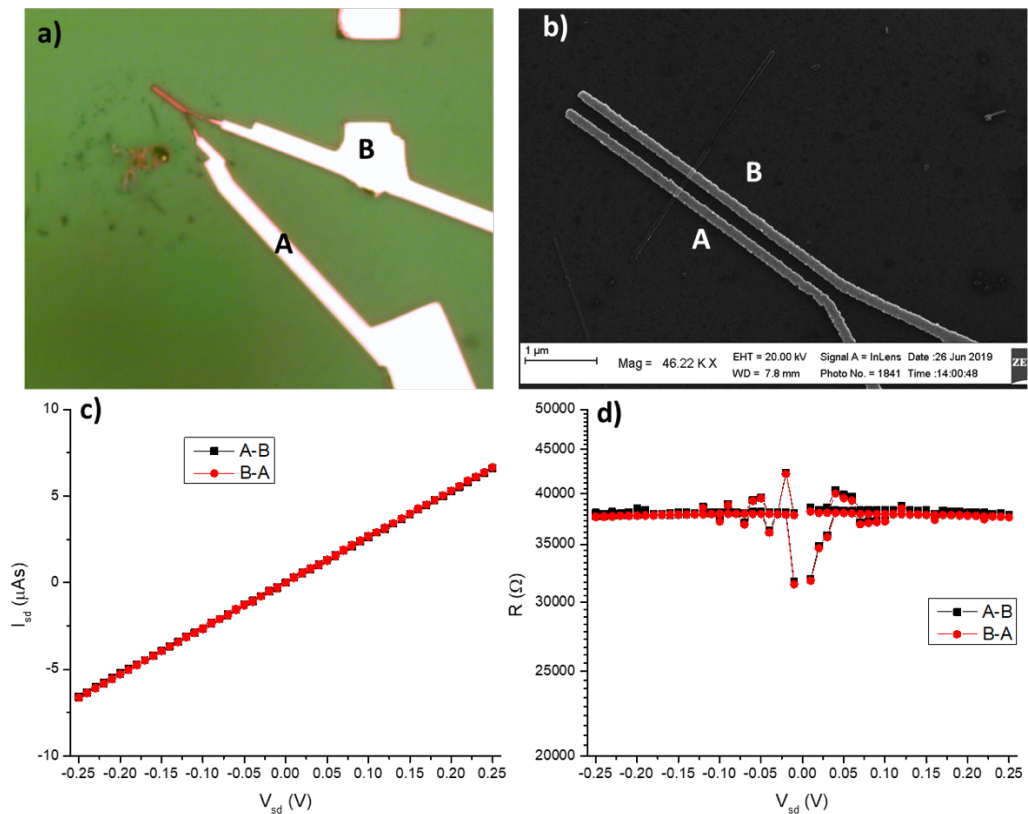 a)
B
A
b)
B
A
1 µm
Mag = 46.22 K X
EHT = 20.00 kV
Signal A = InLens
Date :26 Jun 2019
WD = 7.8 mm
Photo No. = 1841
Time :14:00:48
ZE
c)
A-B
B-A
10
5
0
-5
-10
I_sd (µAs)
-0.25 -0.20 -0.15 -0.10 -0.05 0.00 0.05 0.10 0.15 0.20 0.25
V_sd (V)
d)
50000
45000
40000
35000
30000
25000
20000
R (Ω)
A-B
B-A
-0.25 -0.20 -0.15 -0.10 -0.05 0.00 0.05 0.10 0.15 0.20 0.25
V_sd (V)